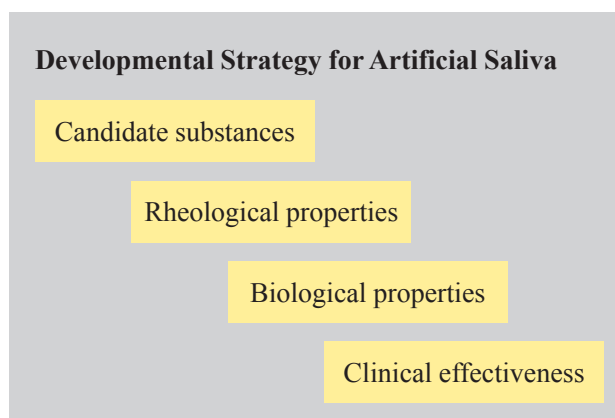 Developmental Strategy for Artificial Saliva
Candidate substances
Rheological properties
Biological properties
Clinical effectiveness